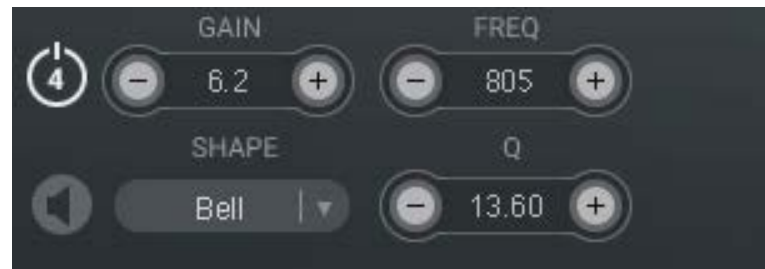 GAIN FREQ
4 - 6.2 + - 805 +
SHAPE Q
Bell - 13.60 +